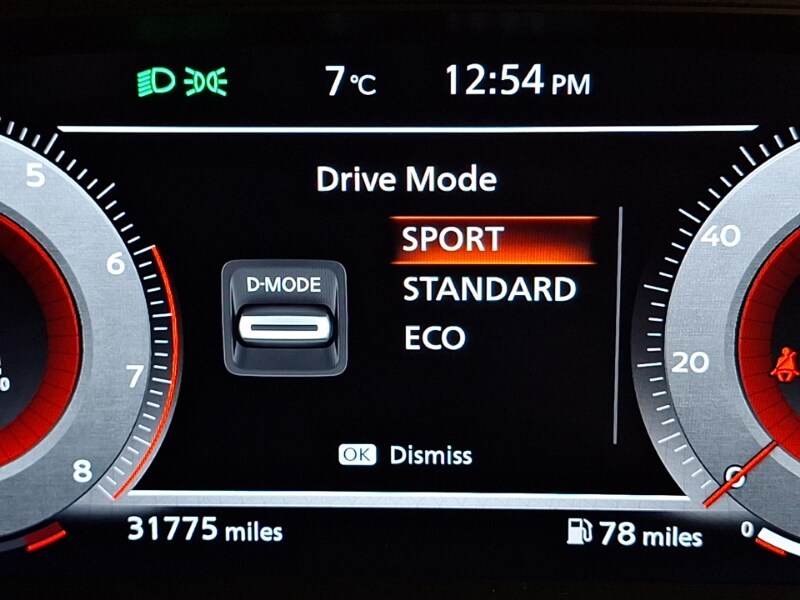 7 °C
12:54 PM
Drive Mode
SPORT
D-MODE
STANDARD
ECO
OK Dismiss
5
6
7
8
40
20
0
31775 miles
78 miles
0